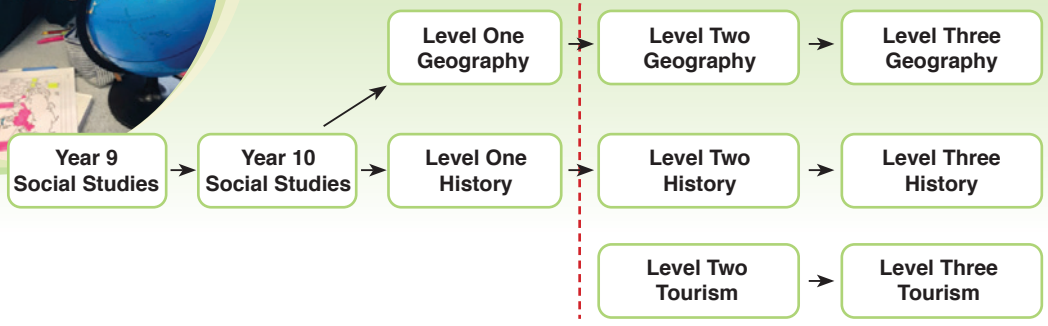 Level One
Geography
Level Two
Geography
Level Three
Geography
Year 9
Social Studies
Year 10
Social Studies
Level One
History
Level Two
History
Level Three
History
Level Two
Tourism
Level Three
Tourism